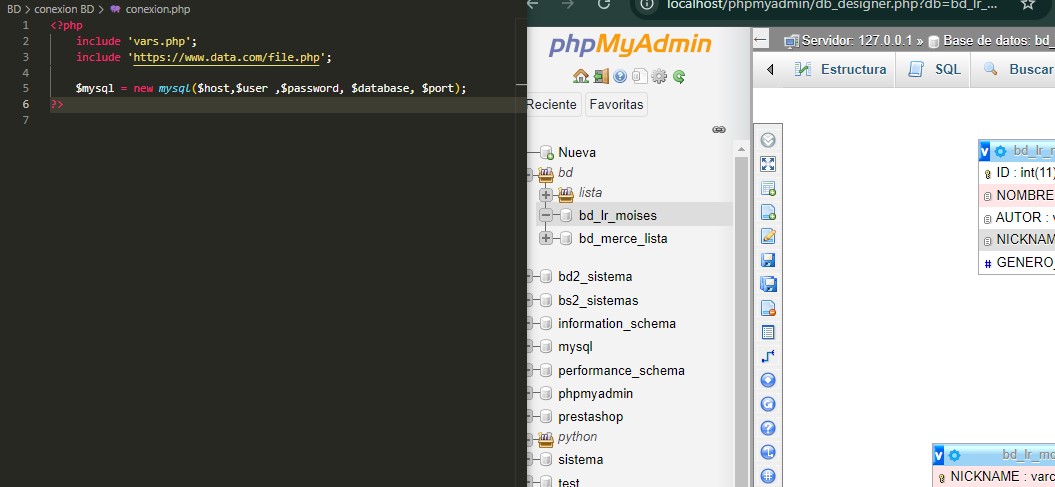 BD > conexion BD > conexion.php
1 <?php
2 include 'vars.php';
3 include 'https://www.data.com/file.php';
4
5 $mysql = new mysql($host,$user ,$password, $database, $port);
6 ?>
7
localhost/phpmyadmin/db_designer.php?db=bd_lr_...
phpMyAdmin
Reciente Favoritas
Nueva
bd
lista
bd_lr_moises
bd_merce_lista
bd2_sistema
bs2_sistemas
information_schema
mysql
performance_schema
phpmyadmin
prestashop
python
sistema
test
Servidor: 127.0.0.1 » Base de datos: bd_
Estructura SQL Buscar
v bd_lr_
ID : int(11)
NOMBRE
AUTOR : v
NICKNAM
# GENERO_
v bd_lr_mo
NICKNAME : varc